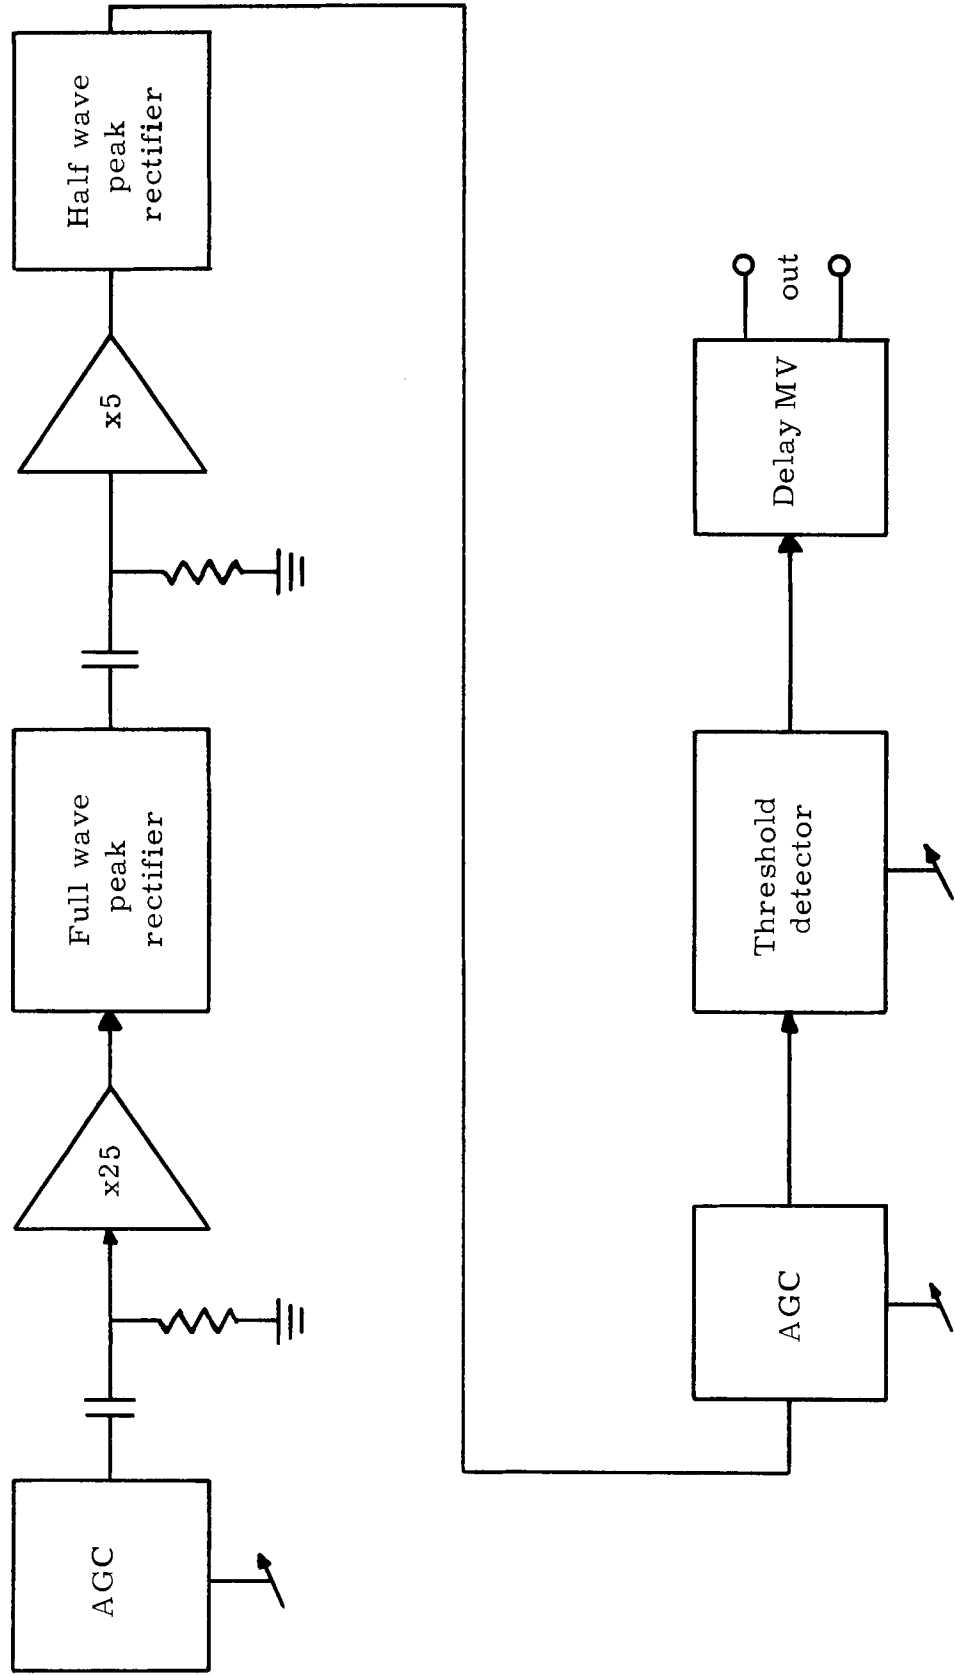 AGC
x25
Full wave
peak
rectifier
x5
Half wave
peak
rectifier
AGC
Threshold
detector
Delay MV
out